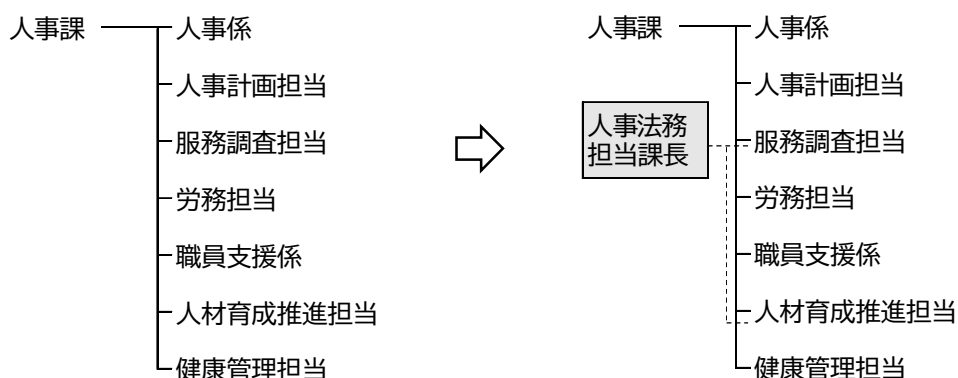 人事課
人事係
人事計画担当
服務調査担当
労務担当
職員支援係
人材育成推進担当
健康管理担当
人事課
人事法務
担当課長
人事係
人事計画担当
服務調査担当
労務担当
職員支援係
人材育成推進担当
健康管理担当